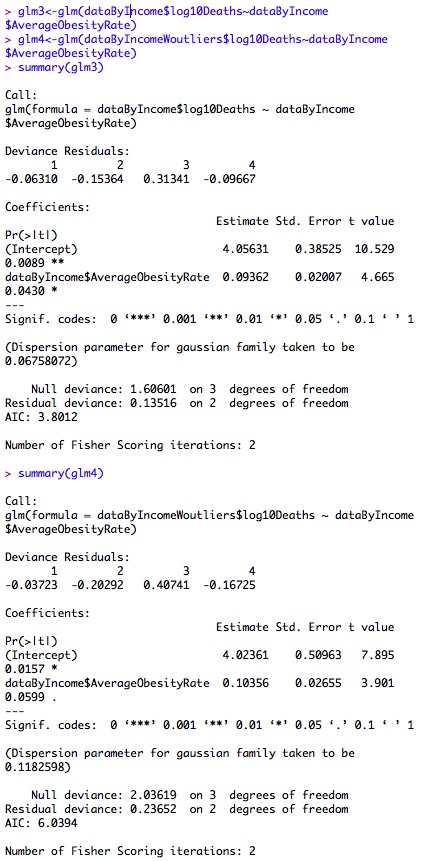 > glm3<-glm(dataByIncome$log10Deaths~dataByIncome
$AverageObesityRate)
> glm4<-glm(dataByIncomeWoutliers$log10Deaths~dataByIncome
$AverageObesityRate)
> summary(glm3)
Call:
glm(formula = dataByIncome$log10Deaths ~ dataByIncome
$AverageObesityRate)
Deviance Residuals:
1 2 3 4
-0.06310 -0.15364 0.31341 -0.09667
Coefficients:
Estimate Std. Error t value
Pr(>|t|)
(Intercept) 4.05631 0.38525 10.529
0.0089 **
dataByIncome$AverageObesityRate 0.09362 0.02007 4.665
0.0430 *
---
Signif. codes: 0 ‘***’ 0.001 ‘**’ 0.01 ‘*’ 0.05 ‘.’ 0.1 ‘ ’ 1
(Dispersion parameter for gaussian family taken to be
0.06758072)
Null deviance: 1.60601 on 3 degrees of freedom
Residual deviance: 0.13516 on 2 degrees of freedom
AIC: 3.8012
Number of Fisher Scoring iterations: 2
> summary(glm4)
Call:
glm(formula = dataByIncomeWoutliers$log10Deaths ~ dataByIncome
$AverageObesityRate)
Deviance Residuals:
1 2 3 4
-0.03723 -0.20292 0.40741 -0.16725
Coefficients:
Estimate Std. Error t value
Pr(>|t|)
(Intercept) 4.02361 0.50963 7.895
0.0157 *
dataByIncome$AverageObesityRate 0.10356 0.02655 3.901
0.0599 .
---
Signif. codes: 0 ‘***’ 0.001 ‘**’ 0.01 ‘*’ 0.05 ‘.’ 0.1 ‘ ’ 1
(Dispersion parameter for gaussian family taken to be
0.1182598)
Null deviance: 2.03619 on 3 degrees of freedom
Residual deviance: 0.23652 on 2 degrees of freedom
AIC: 6.0394
Number of Fisher Scoring iterations: 2